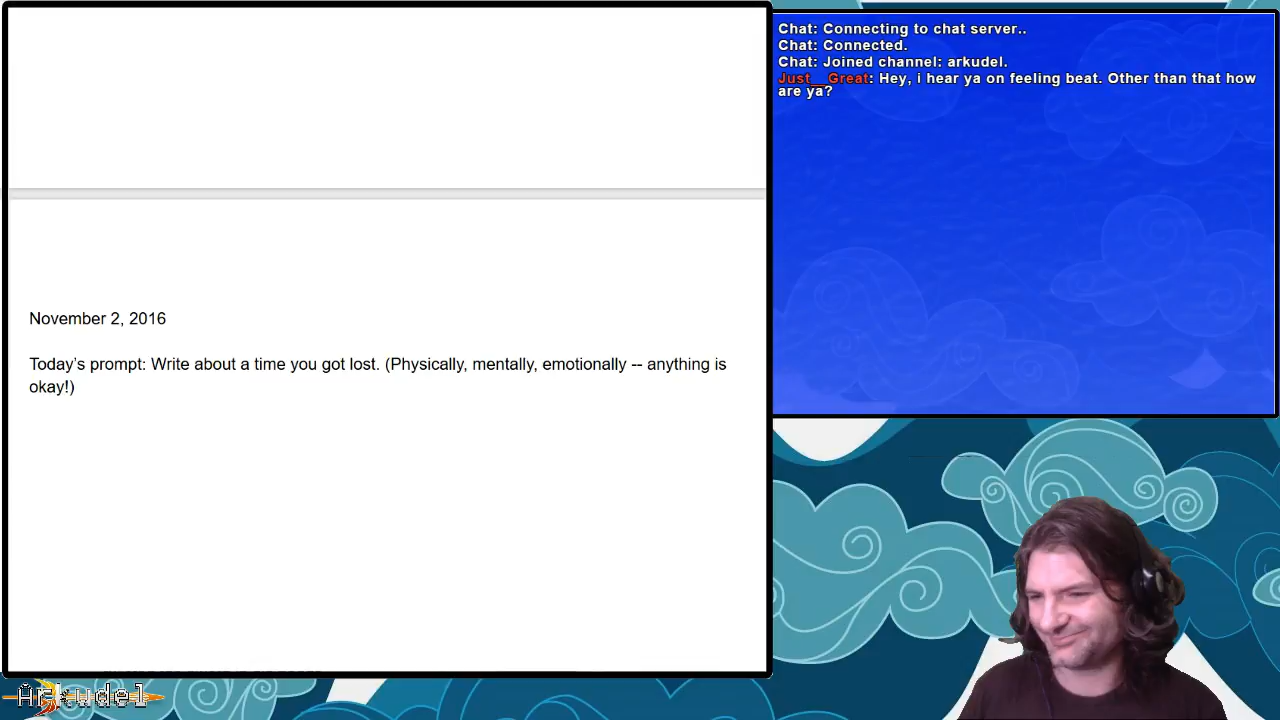 November 2, 2016
Today's prompt: Write about a time you got lost. (Physically, mentally, emotionally -- anything is
okay!)
Chat: Connecting to chat server..
Chat: Connected.
Chat: Joined channel: arkudel.
Just__Great: Hey, i hear ya on feeling beat. Other than that how
are ya?
Arkudel